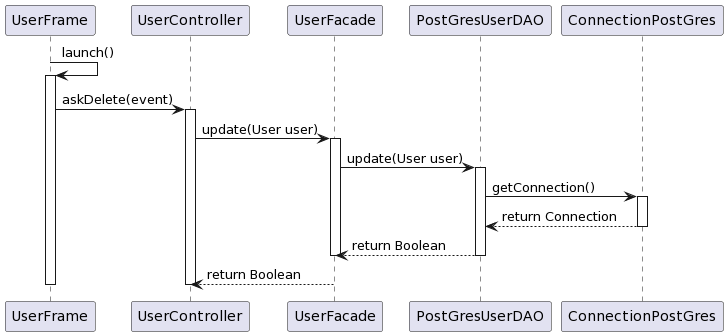 UserFrame UserController UserFacade PostGresUserDAO ConnectionPostGres
launch()
askDelete(event)
update(User user)
update(User user)
getConnection()
return Connection
return Boolean
return Boolean
UserFrame UserController UserFacade PostGresUserDAO ConnectionPostGres